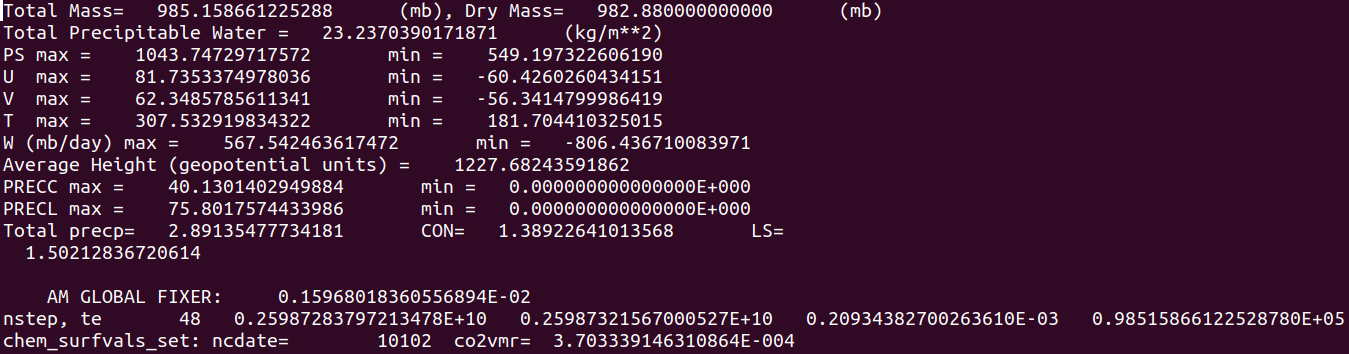 Total Mass= 985.158661225288 (mb), Dry Mass= 982.880000000000 (mb)
Total Precipitable Water = 23.2370390171871 (kg/m**2)
PS max = 1043.74729717572 min = 549.197322606190
U max = 81.7353374978036 min = -60.4260260434151
V max = 62.3485785611341 min = -56.3414799986419
T max = 307.532919834322 min = 181.704410325015
W (mb/day) max = 567.542463617472 min = -806.436710083971
Average Height (geopotential units) = 1227.68243591862
PRECC max = 40.1301402949884 min = 0.000000000000000E+000
PRECL max = 75.8017574433986 min = 0.000000000000000E+000
Total precp= 2.89135477734181 CON= 1.38922641013568 LS=
1.50212836720614
AM GLOBAL FIXER: 0.15968018360556894E-02
nstep, te 48 0.25987283797213478E+10 0.25987321567000527E+10 0.20934382700263610E-03 0.98515866122528780E+05
chem_surfvals_set: ncdate= 10102 co2vmr= 3.703339146310864E-004